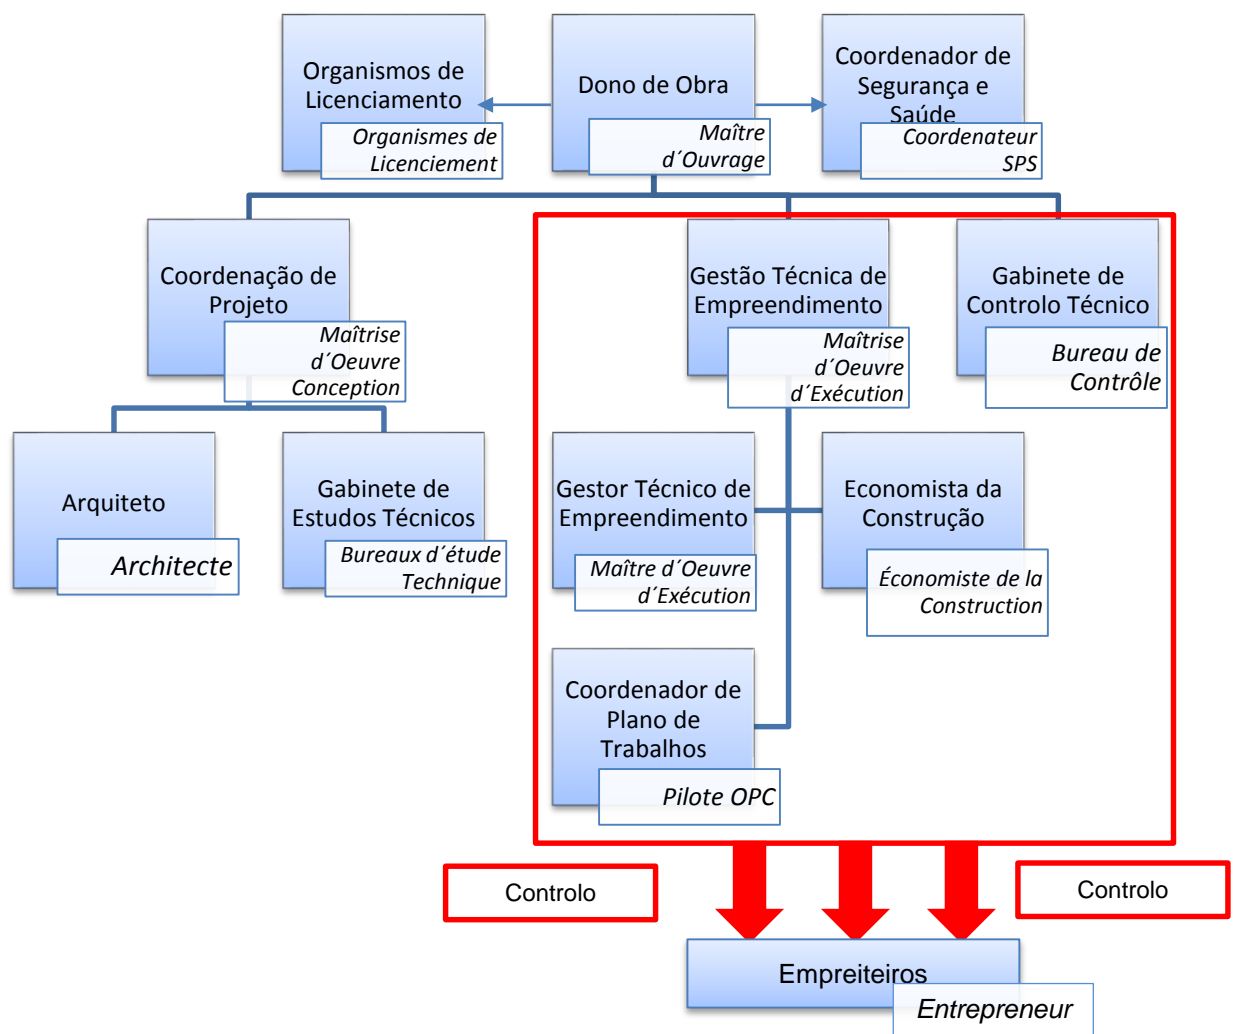 Organismos de
Licenciamento
Organismes de
Licenciement
Dono de Obra
Maître
d´Ouvrage
Coordenador de
Segurança e
Saúde
Coordenateur
SPS
Coordenação de
Projeto
Maîtrise
d´Oeuvre
Conception
Gestão Técnica de
Empreendimento
Maîtrise
d´Oeuvre
d´Exécution
Gabinete de
Controlo Técnico
Bureau de
Contrôle
Arquiteto
Architecte
Gabinete de
Estudos Técnicos
Bureaux d´étude
Technique
Gestor Técnico de
Empreendimento
Maître d´Oeuvre
d´Exécution
Economista da
Construção
Économiste de la
Construction
Coordenador de
Plano de
Trabalhos
Pilote OPC
Controlo
Controlo
Empreiteiros
Entrepreneur